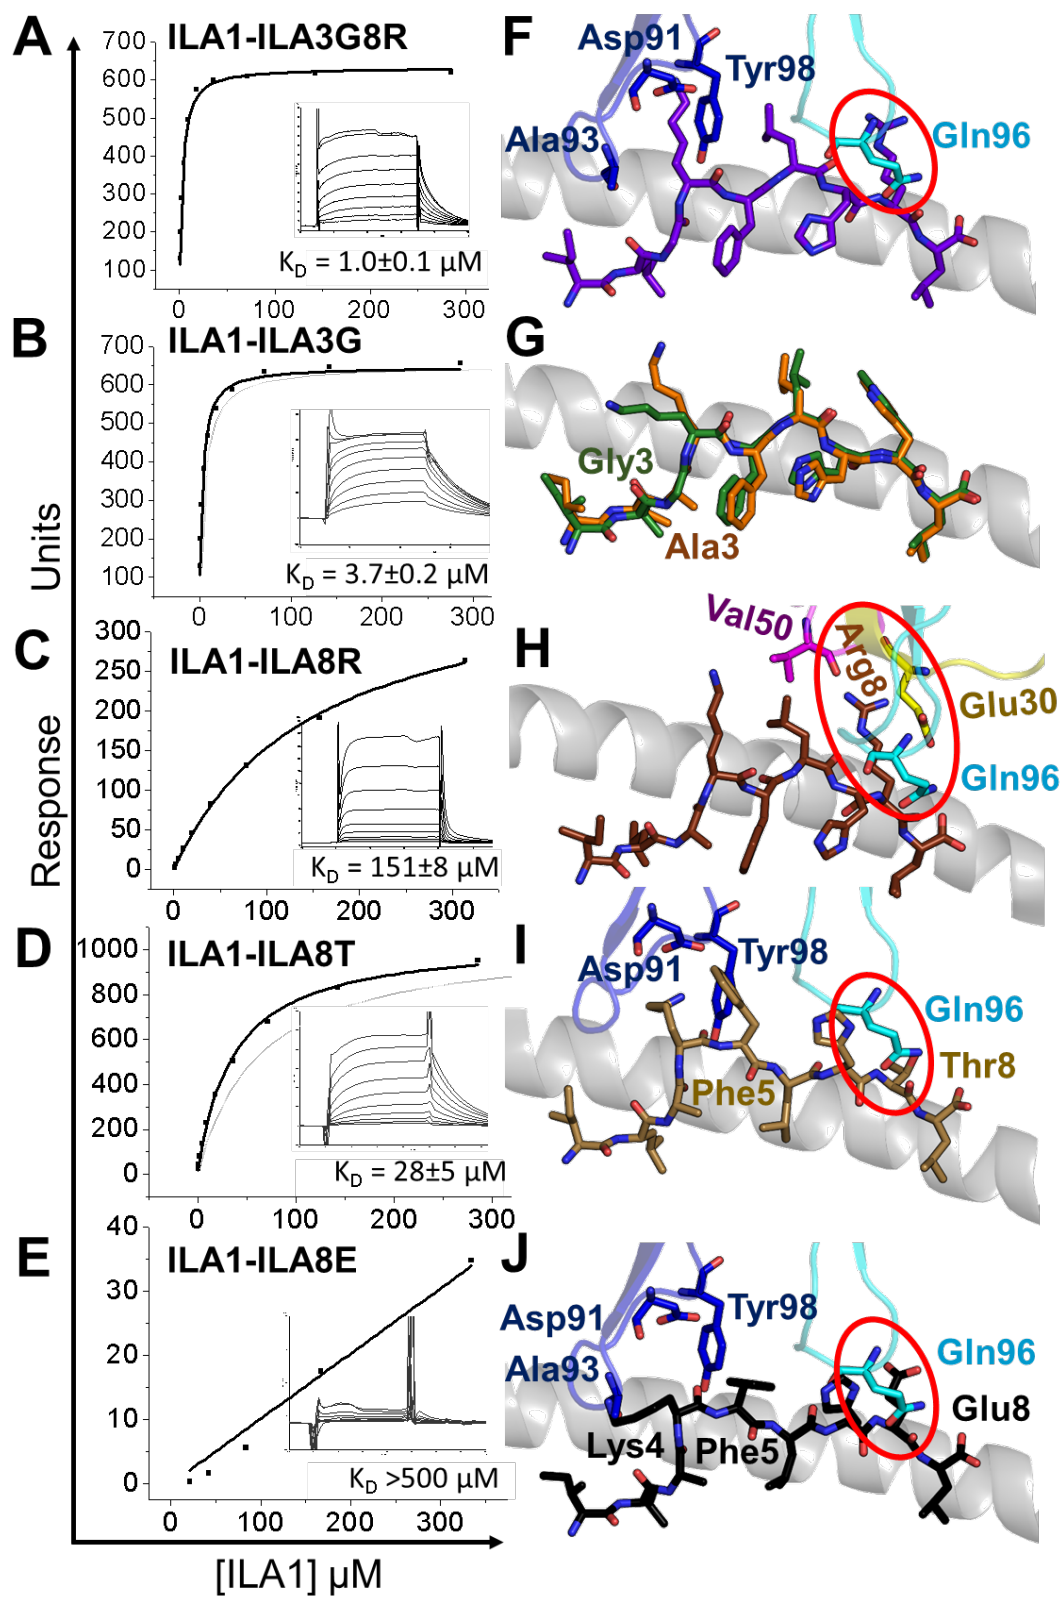 A
ILA1-ILA3G8R
700
600
500
400
300
200
100
0
100
200
300
K_D = 1.0±0.1 µM
B
ILA1-ILA3G
700
600
500
400
300
200
100
0
100
200
300
K_D = 3.7±0.2 µM
C
ILA1-ILA8R
300
250
200
150
100
50
0
0
100
200
300
K_D = 151±8 µM
D
ILA1-ILA8T
1000
800
600
400
200
0
0
100
200
300
K_D = 28±5 µM
E
ILA1-ILA8E
40
30
20
10
0
0
100
200
300
K_D >500 µM
Response Units
[ILA1] µM
F
Asp91
Tyr98
Ala93
Gln96
G
Gly3
Ala3
H
Val50
Arg8
Glu30
Gln96
I
Asp91
Tyr98
Gln96
Thr8
Phe5
J
Asp91
Tyr98
Ala93
Gln96
Glu8
Lys4
Phe5